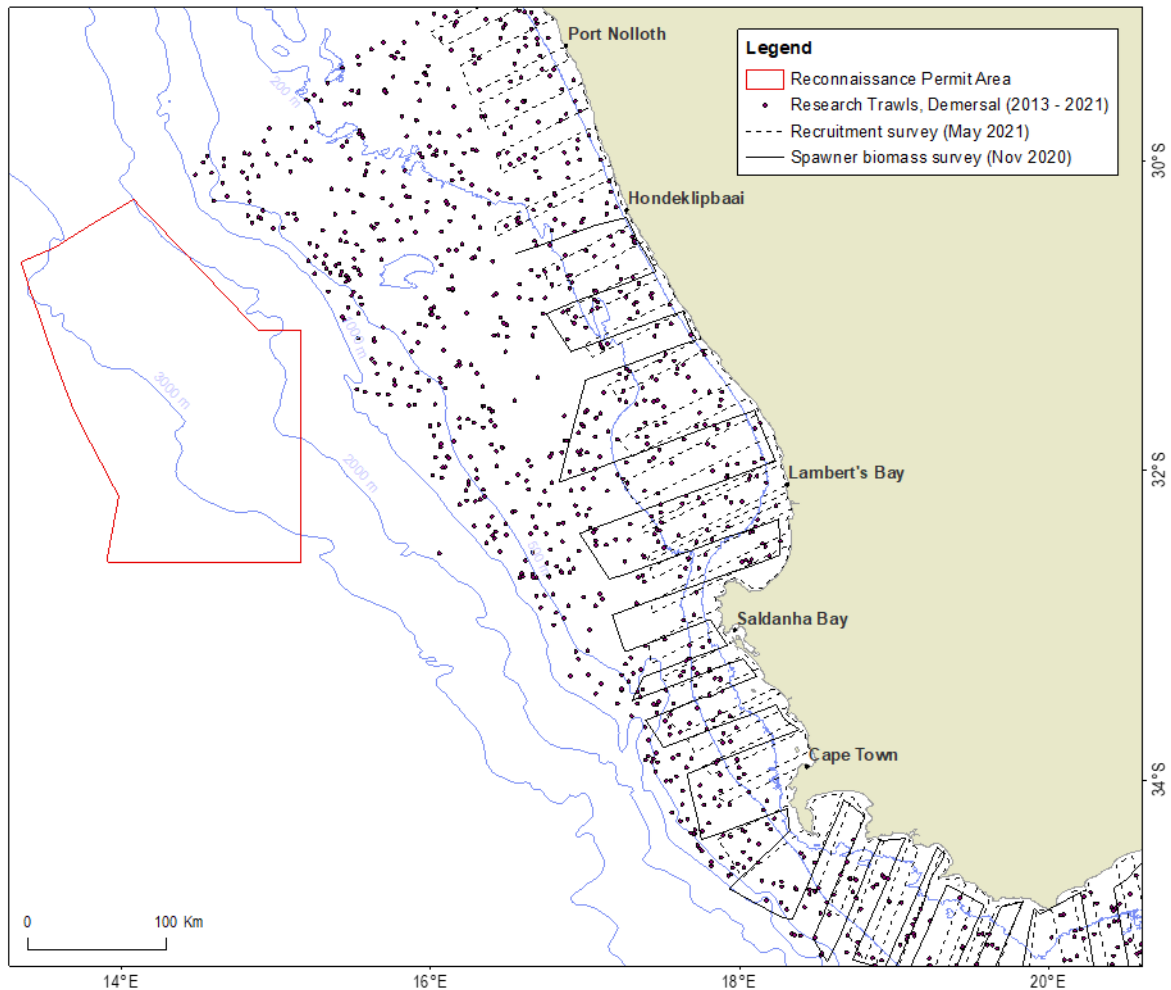 Port Nolloth
Legend
Reconnaissance Permit Area
Research Trawls, Demersal (2013 - 2021)
Recruitment survey (May 2021)
Spawner biomass survey (Nov 2020)
200 m
30°S
Hondeklipbaai
3000 m
2000 m
32°S
Lambert's Bay
Saldanha Bay
Cape Town
34°S
0 100 Km
14°E 16°E 18°E 20°E